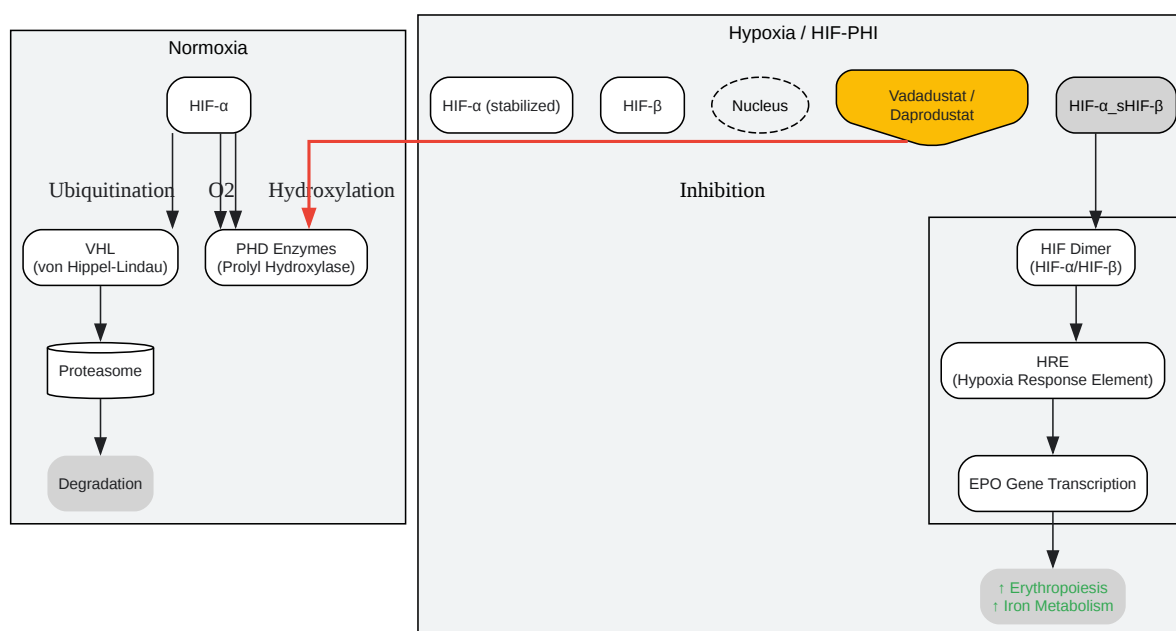 Normoxia
HIF-α
Ubiquitination
O2
Hydroxylation
VHL
(von Hippel-Lindau)
PHD Enzymes
(Prolyl Hydroxylase)
Proteasome
Degradation
Hypoxia / HIF-PHI
HIF-α (stabilized)
HIF-β
Nucleus
Vadadustat /
Daprodustat
HIF-α_sHIF-β
Inhibition
HIF Dimer
(HIF-α/HIF-β)
HRE
(Hypoxia Response Element)
EPO Gene Transcription
↑ Erythropoiesis
↑ Iron Metabolism